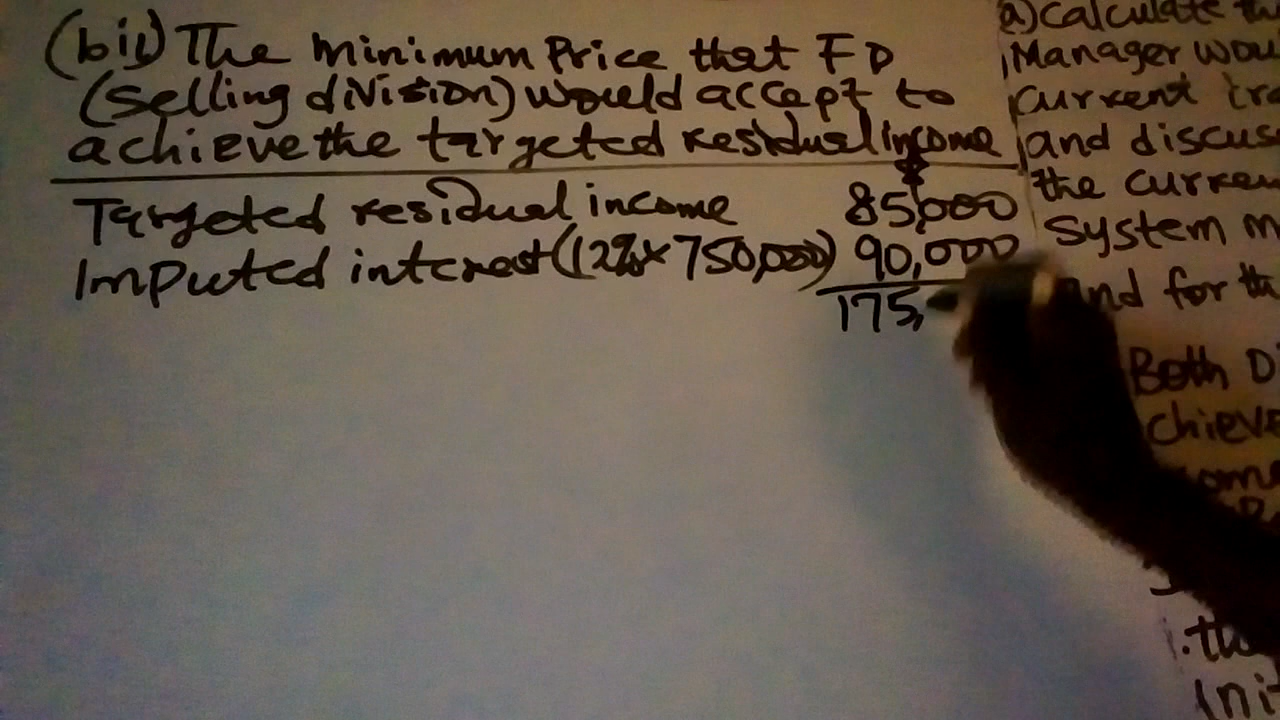 (bii) The minimum Price that FD
(selling division) would accept to
achieve the targeted residual income
$
Targeted residual income 85,000
Imputed interest (12% x 750,000) 90,000
175,
a) Calculate
Manager
current
and discuss
the
system
and for
Both D